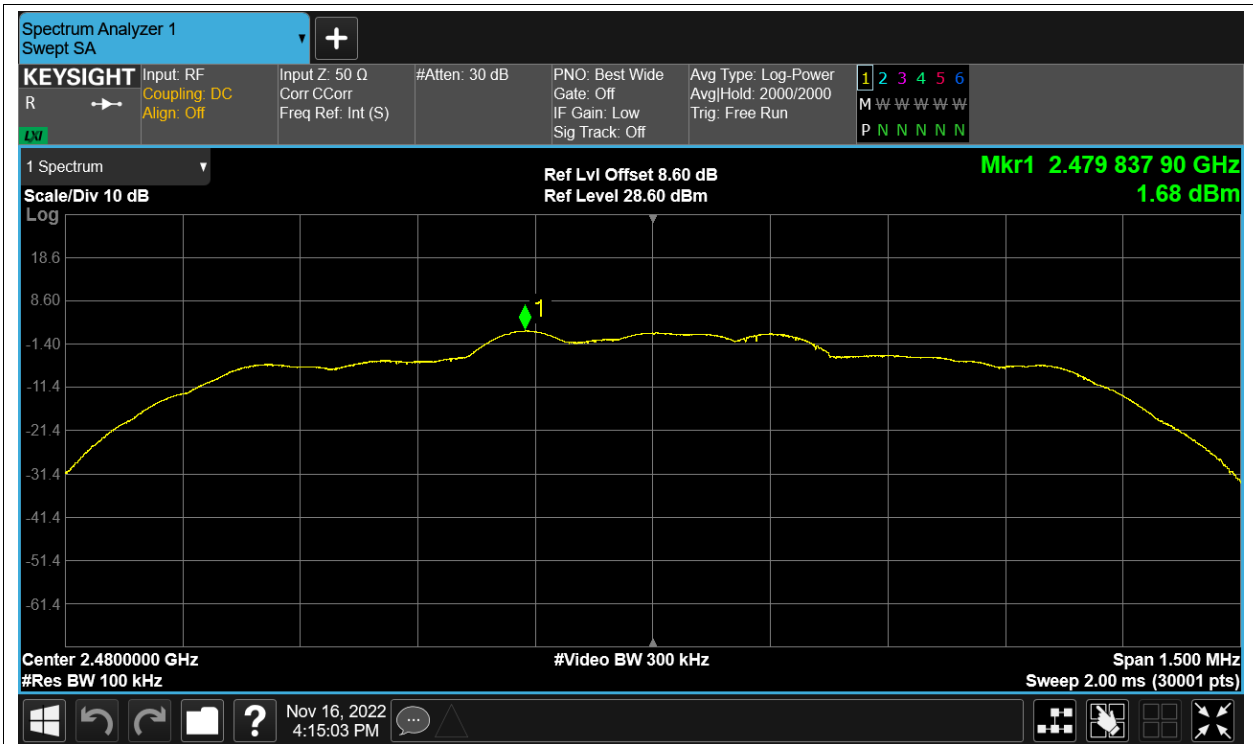 Spectrum Analyzer 1
Swept SA
KEYSIGHT
R
LXI
Input: RF
Coupling: DC
Align: Off
Input Z: 50 Ω
Corr CCorr
Freq Ref: Int (S)
#Atten: 30 dB
PNO: Best Wide
Gate: Off
IF Gain: Low
Sig Track: Off
Avg Type: Log-Power
Avg|Hold: 2000/2000
Trig: Free Run
1 2 3 4 5 6
M W W W W W
P N N N N N
1 Spectrum
Scale/Div 10 dB
Ref Lvl Offset 8.60 dB
Ref Level 28.60 dBm
Mkr1 2.479 837 90 GHz
1.68 dBm
Log
18.6
8.60
-1.40
-11.4
-21.4
-31.4
-41.4
-51.4
-61.4
1
Center 2.4800000 GHz
#Res BW 100 kHz
#Video BW 300 kHz
Span 1.500 MHz
Sweep 2.00 ms (30001 pts)
?
Nov 16, 2022
4:15:03 PM